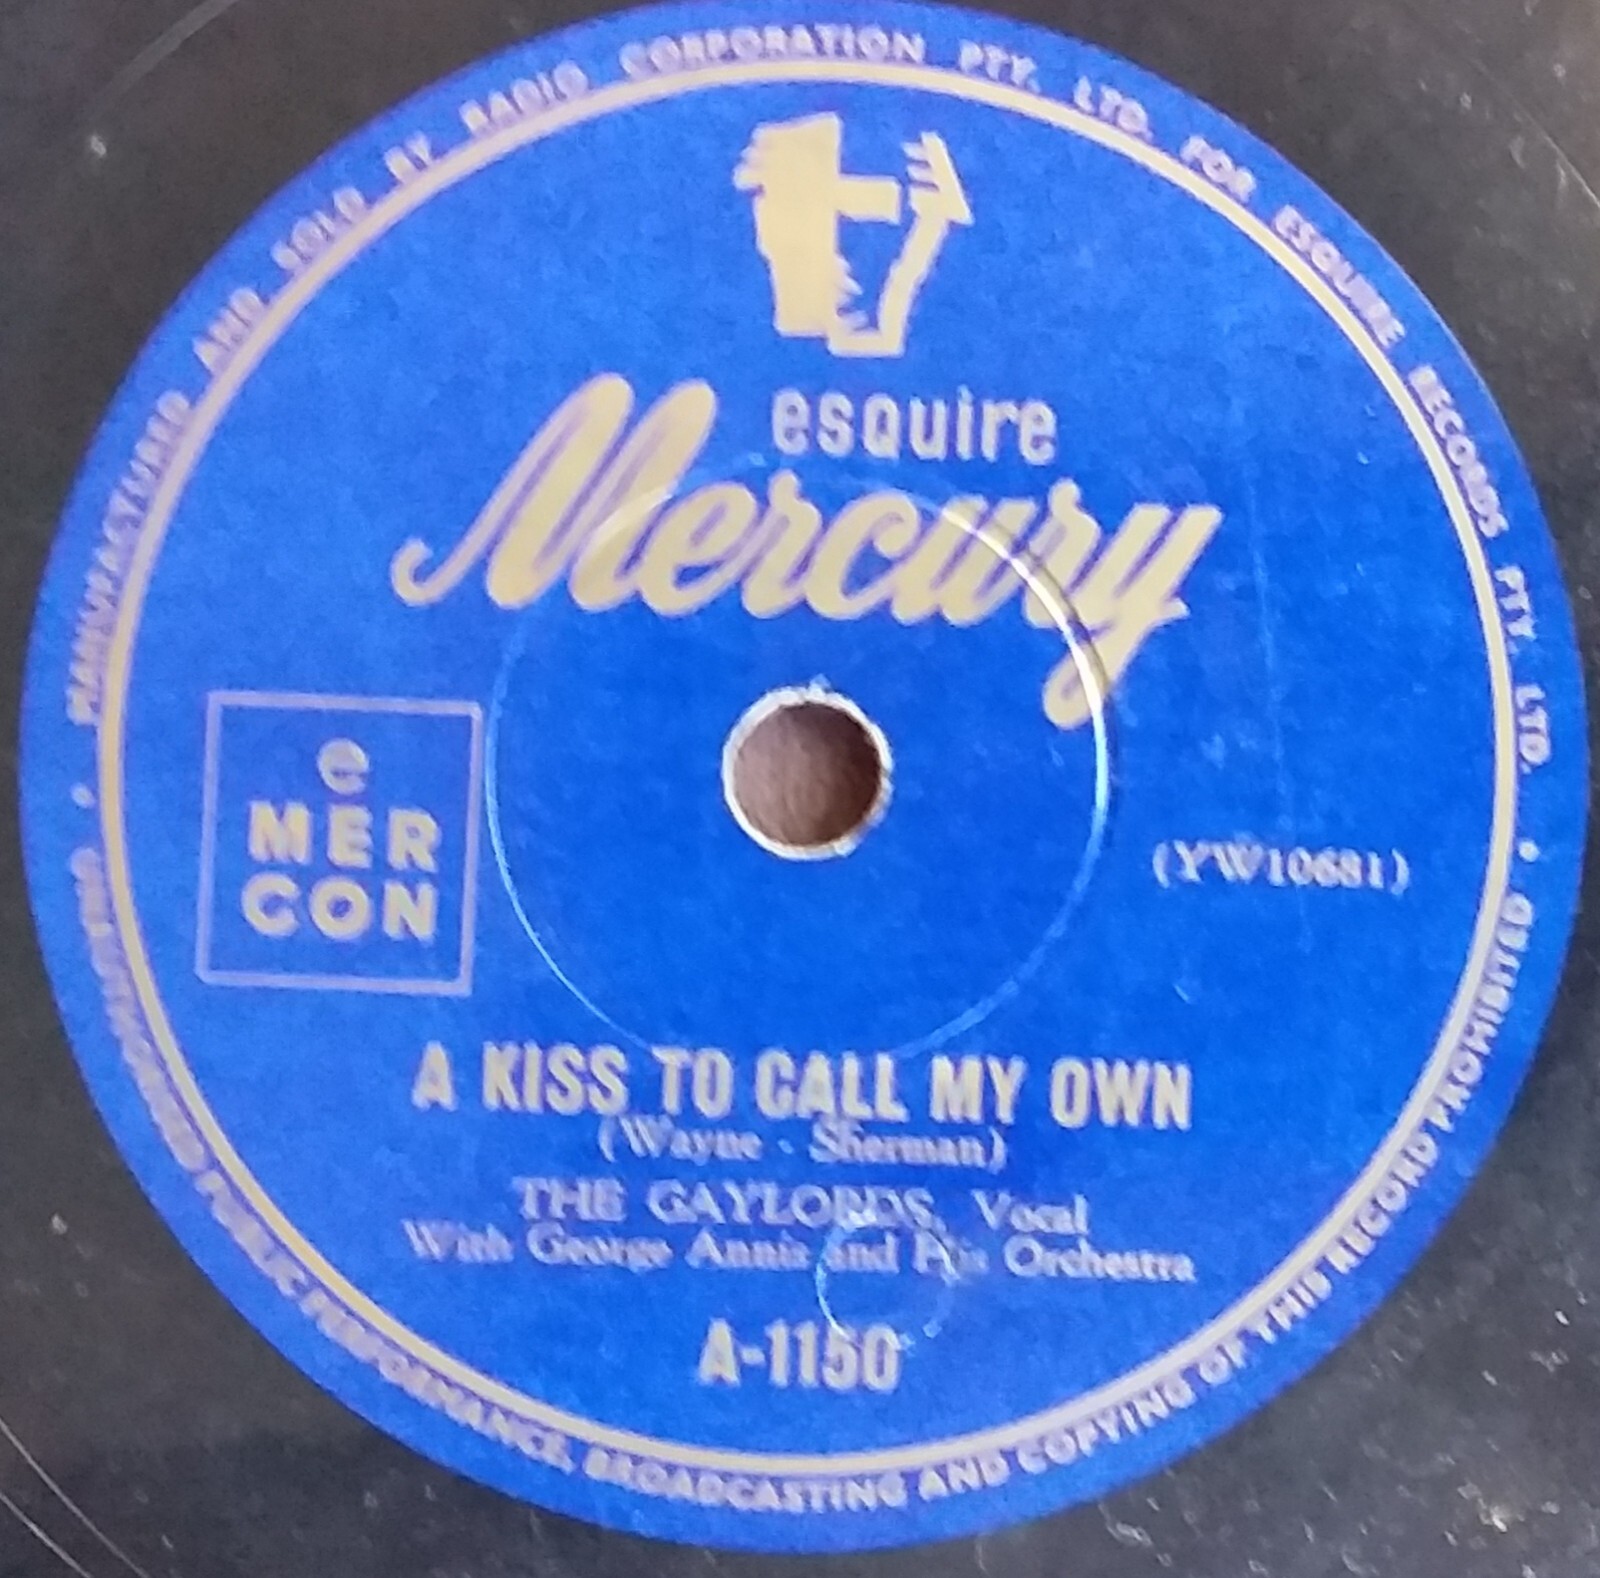 MANUFACTURED AND SOLD BY RADIO CORPORATION PTY. LTD. FOR ESQUIRE RECORDS PTY. LTD.
esquire
Mercury
e
MER
CON
(YW10681)
A KISS TO CALL MY OWN
(Wayne - Sherman)
THE GAYLORDS, Vocal
With George Annis and His Orchestra
A-1150
UNAUTHORISED PUBLIC PERFORMANCE, BROADCASTING AND COPYING OF THIS RECORD PROHIBITED